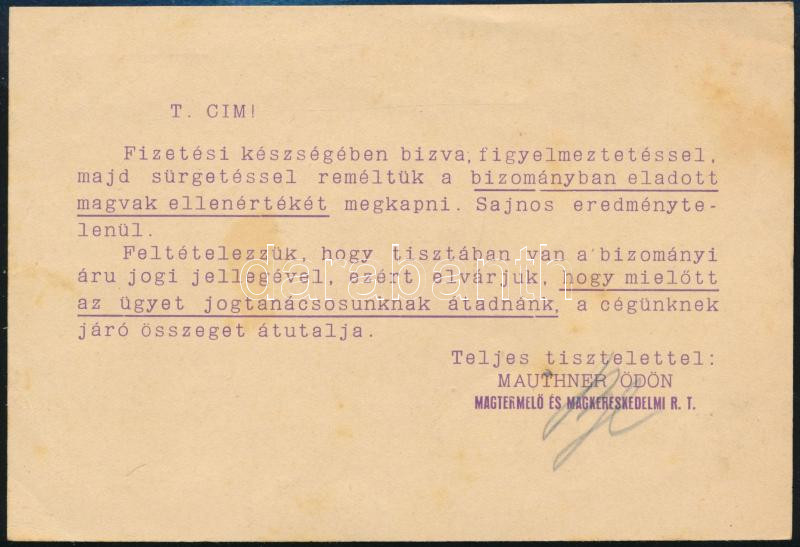 T. CIM!
Fizetési készségében bizva, figyelmeztetéssel,
majd sürgetéssel reméltük a bizományban eladott
magvak ellenértékét megkapni. Sajnos eredményte-
lenül.
Feltételezzük, hogy tisztában van a bizományi
áru jogi jellegével, ezért elvárjuk, hogy mielőtt
az ügyet jogtanácsosunknak átadnánk, a cégünknek
járó összeget átutalja.
Teljes tisztelettel:
MAUTHNER ÖDÖN
MAGTERMELŐ ÉS MAGKERESKEDELMI R. T.
darabanth